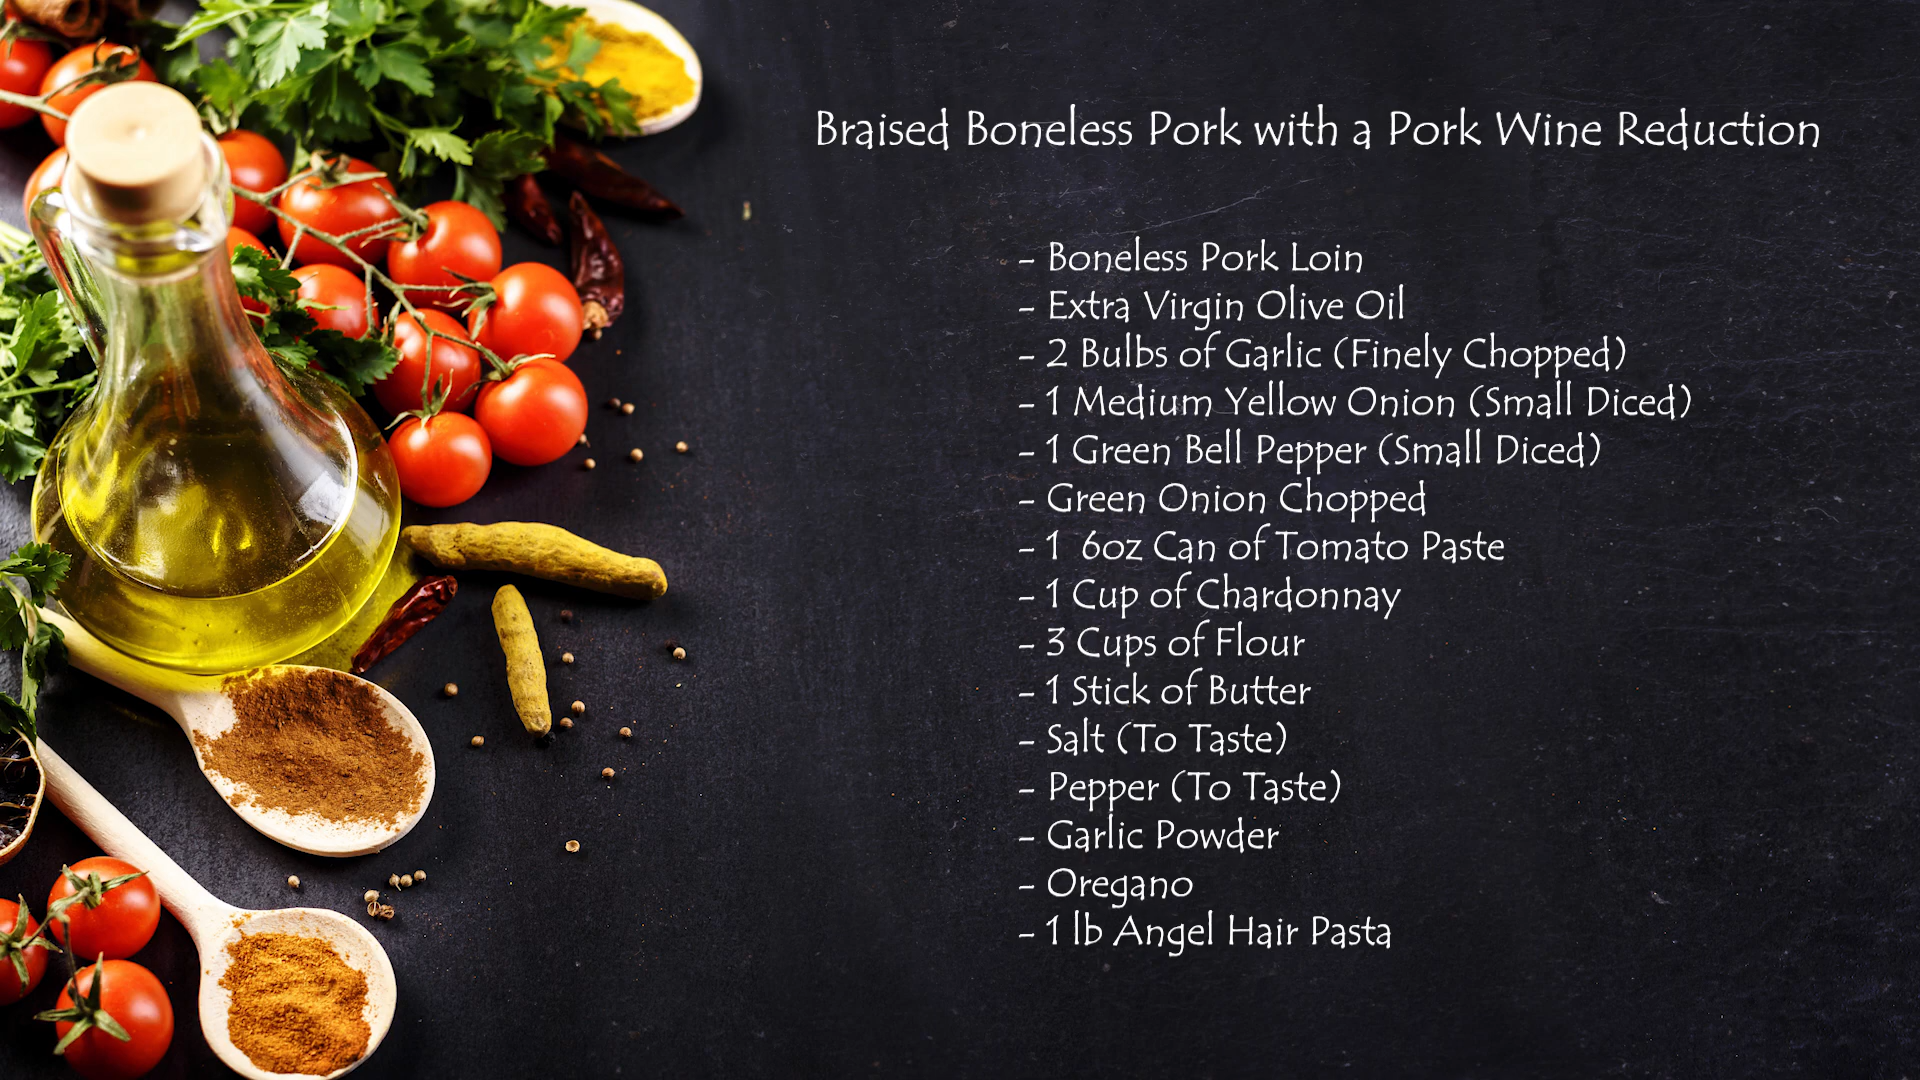 Braised Boneless Pork with a Pork Wine Reduction
- Boneless Pork Loin
- Extra Virgin Olive Oil
- 2 Bulbs of Garlic (Finely Chopped)
- 1 Medium Yellow Onion (Small Diced)
- 1 Green Bell Pepper (Small Diced)
- Green Onion Chopped
- 1  6oz Can of Tomato Paste
- 1 Cup of Chardonnay
- 3 Cups of Flour
- 1 Stick of Butter
- Salt (To Taste)
- Pepper (To Taste)
- Garlic Powder
- Oregano
- 1 lb Angel Hair Pasta